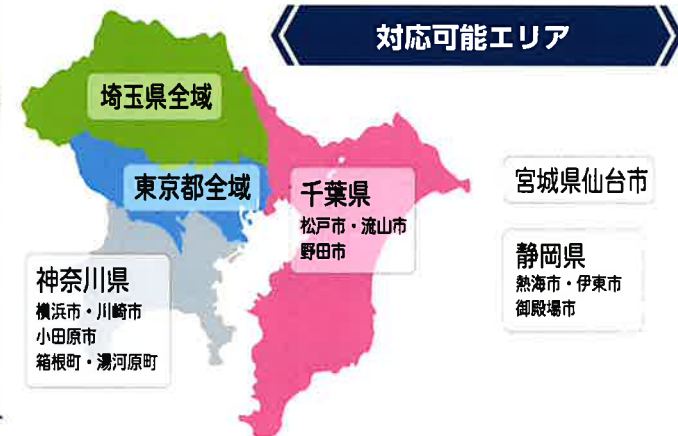 対応可能エリア
埼玉県全域
東京都全域
千葉県
松戸市・流山市
野田市
神奈川県
横浜市・川崎市
小田原市
箱根町・湯河原町
宮城県仙台市
静岡県
熱海市・伊東市
御殿場市